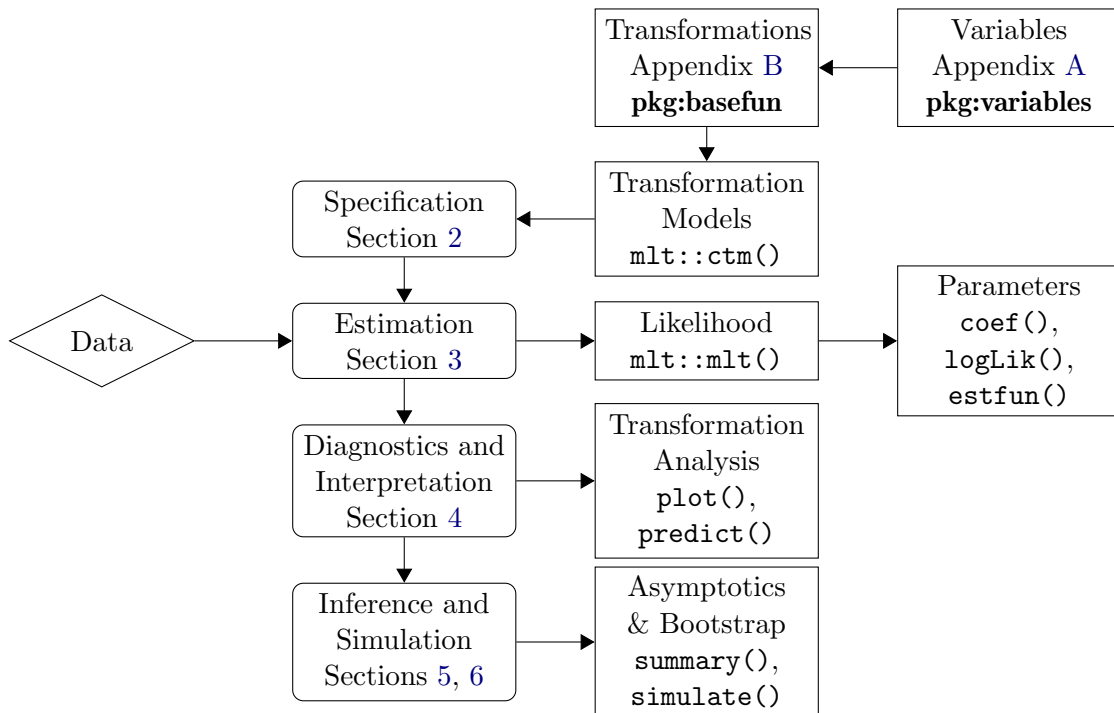 Transformations
Appendix B
pkg:basefun
Variables
Appendix A
pkg:variables
Specification
Section 2
Transformation
Models
mlt::ctm()
Data
Estimation
Section 3
Likelihood
mlt::mlt()
Parameters
coef(),
logLik(),
estfun()
Diagnostics and
Interpretation
Section 4
Transformation
Analysis
plot(),
predict()
Inference and
Simulation
Sections 5, 6
Asymptotics
& Bootstrap
summary(),
simulate()